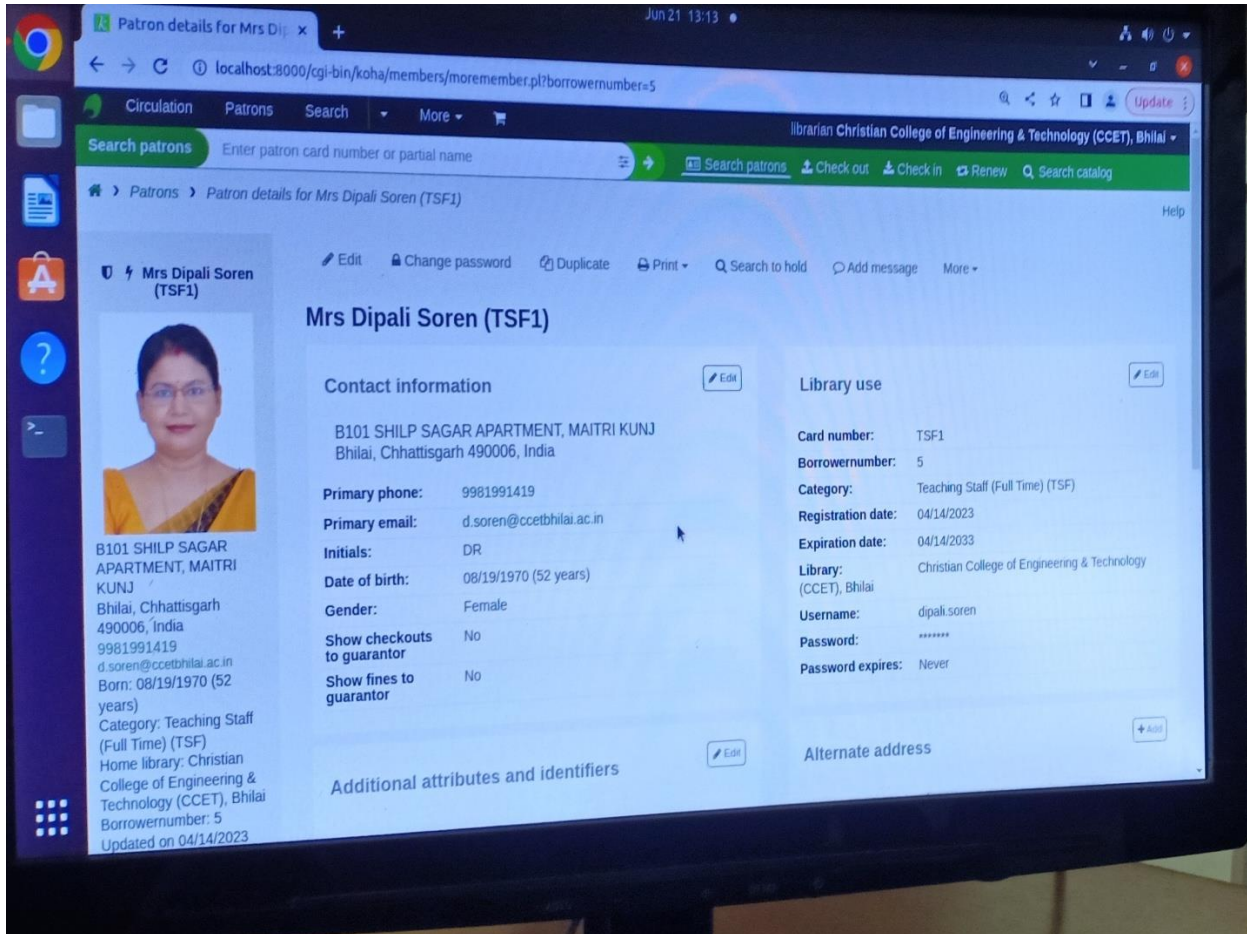 Jun 21 13:13
Patron details for Mrs Dip
localhost:8000/cgi-bin/koha/members/moremember.pl?borrowernumber=5
Update
Circulation Patrons Search More
librarian Christian College of Engineering & Technology (CCET), Bhilai
Search patrons Enter patron card number or partial name
Search patrons Check out Check in Renew Search catalog
Patrons Patron details for Mrs Dipali Soren (TSF1)
Help
Mrs Dipali Soren
(TSF1)
B101 SHILP SAGAR
APARTMENT, MAITRI
KUNJ
Bhilai, Chhattisgarh
490006, India
9981991419
d.soren@ccetbhilai.ac.in
Born: 08/19/1970 (52
years)
Category: Teaching Staff
(Full Time) (TSF)
Home library: Christian
College of Engineering &
Technology (CCET), Bhilai
Borrowernumber: 5
Updated on 04/14/2023
Edit Change password Duplicate Print Search to hold Add message More
Mrs Dipali Soren (TSF1)
Contact information
Edit
B101 SHILP SAGAR APARTMENT, MAITRI KUNJ
Bhilai, Chhattisgarh 490006, India
Primary phone: 9981991419
Primary email: d.soren@ccetbhilai.ac.in
Initials: DR
Date of birth: 08/19/1970 (52 years)
Gender: Female
Show checkouts No
to guarantor
Show fines to No
guarantor
Additional attributes and identifiers
Edit
Library use
Edit
Card number: TSF1
Borrowernumber: 5
Category: Teaching Staff (Full Time) (TSF)
Registration date: 04/14/2023
Expiration date: 04/14/2033
Library: Christian College of Engineering & Technology
(CCET), Bhilai
Username: dipali.soren
Password: *******
Password expires: Never
Alternate address
+ Add